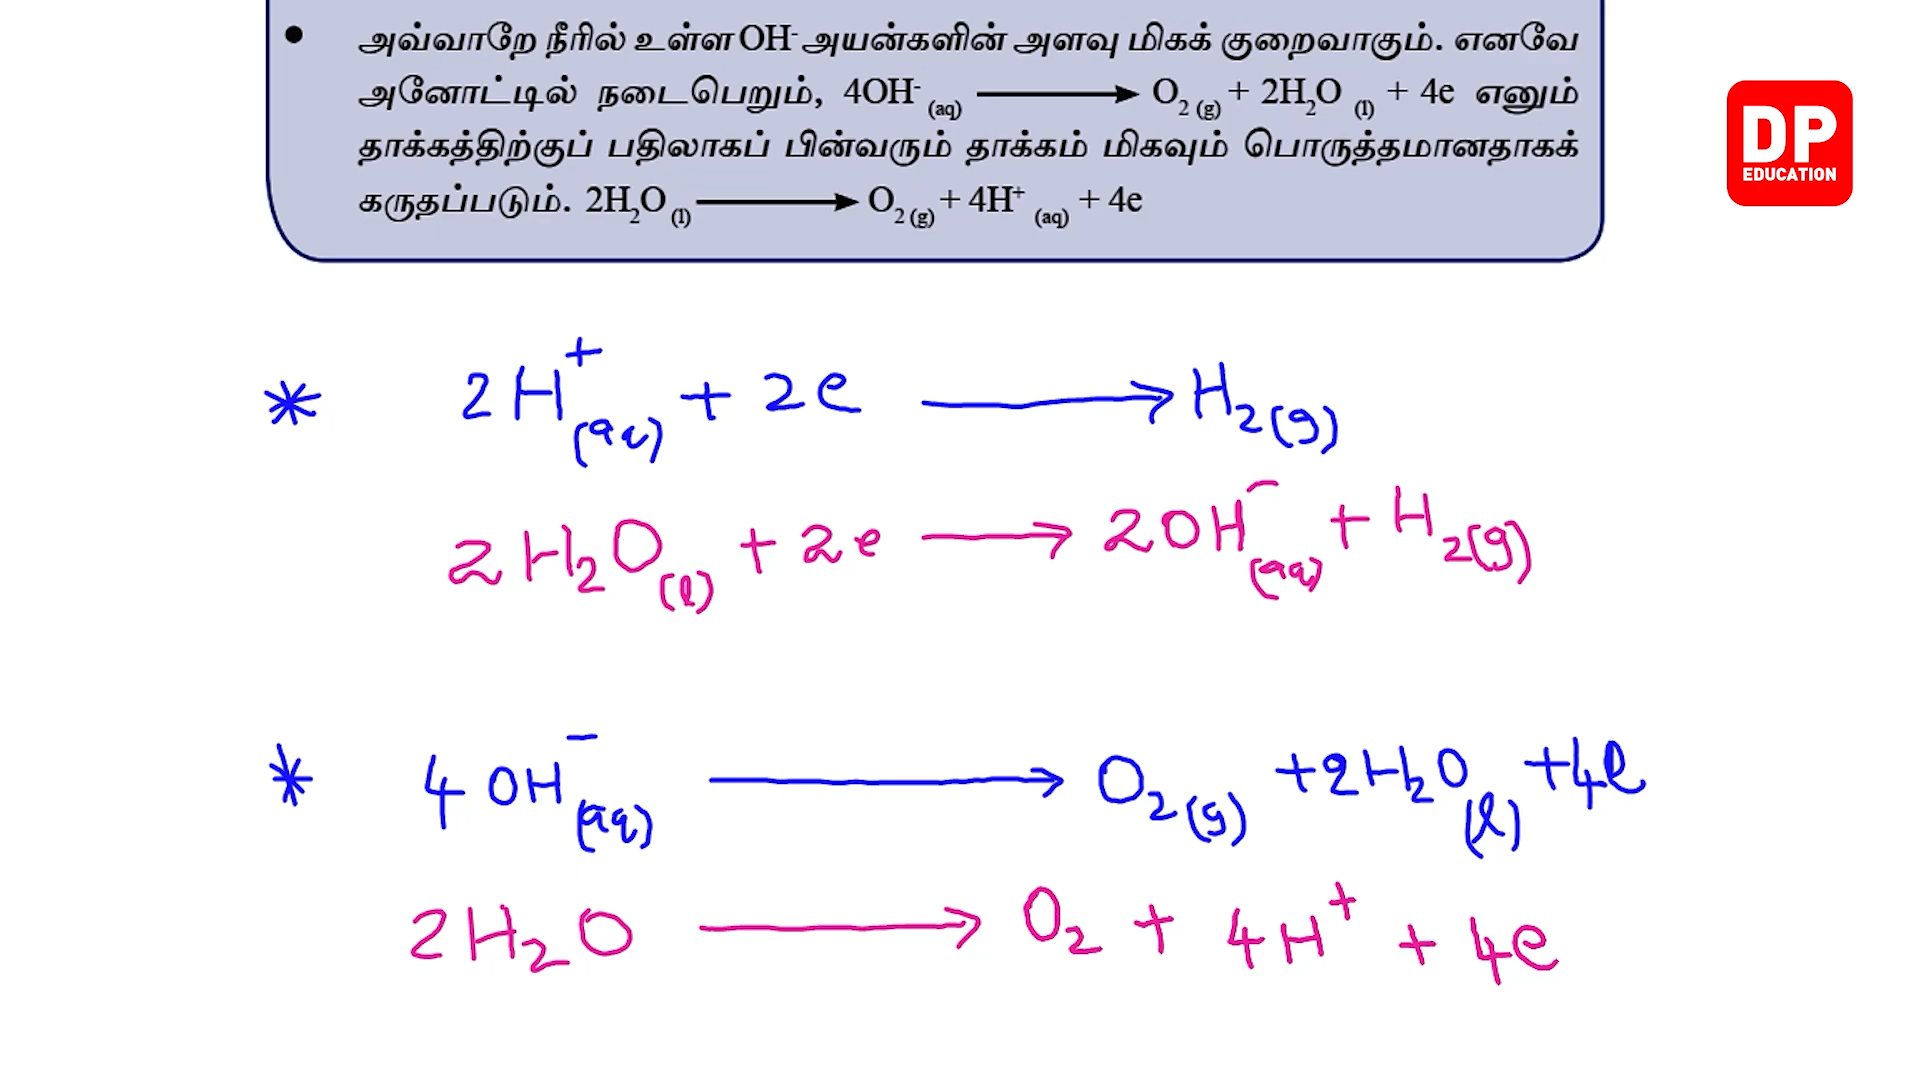 • அவ்வாறே நீரில் உள்ள OH⁻ அயன்களின் அளவு மிகக் குறைவாகும். எனவே
அனோட்டில் நடைபெறும், 4OH⁻ (aq) ⟶ O₂ (g) + 2H₂O (l) + 4e எனும்
தாக்கத்திற்குப் பதிலாகப் பின்வரும் தாக்கம் மிகவும் பொருத்தமானதாகக்
கருதப்படும். 2H₂O (l) ⟶ O₂ (g) + 4H⁺ (aq) + 4e
DP
EDUCATION
* 2H⁺(aq) + 2e ⟶ H₂(g)
2H₂O(l) + 2e ⟶ 2OH⁻(aq) + H₂(g)
* 4OH⁻(aq) ⟶ O₂(g) + 2H₂O(l) + 4e
2H₂O ⟶ O₂ + 4H⁺ + 4e